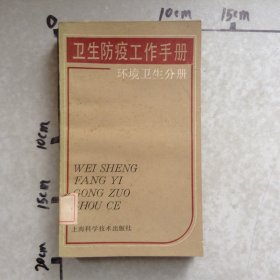 10cm
15cm
0
卫生防疫工作手册
环境卫生分册
10cm
15cm
20cm
WEI SHENG
FANG YI
GONG ZUO
SHOU CE
上海科学技术出版社